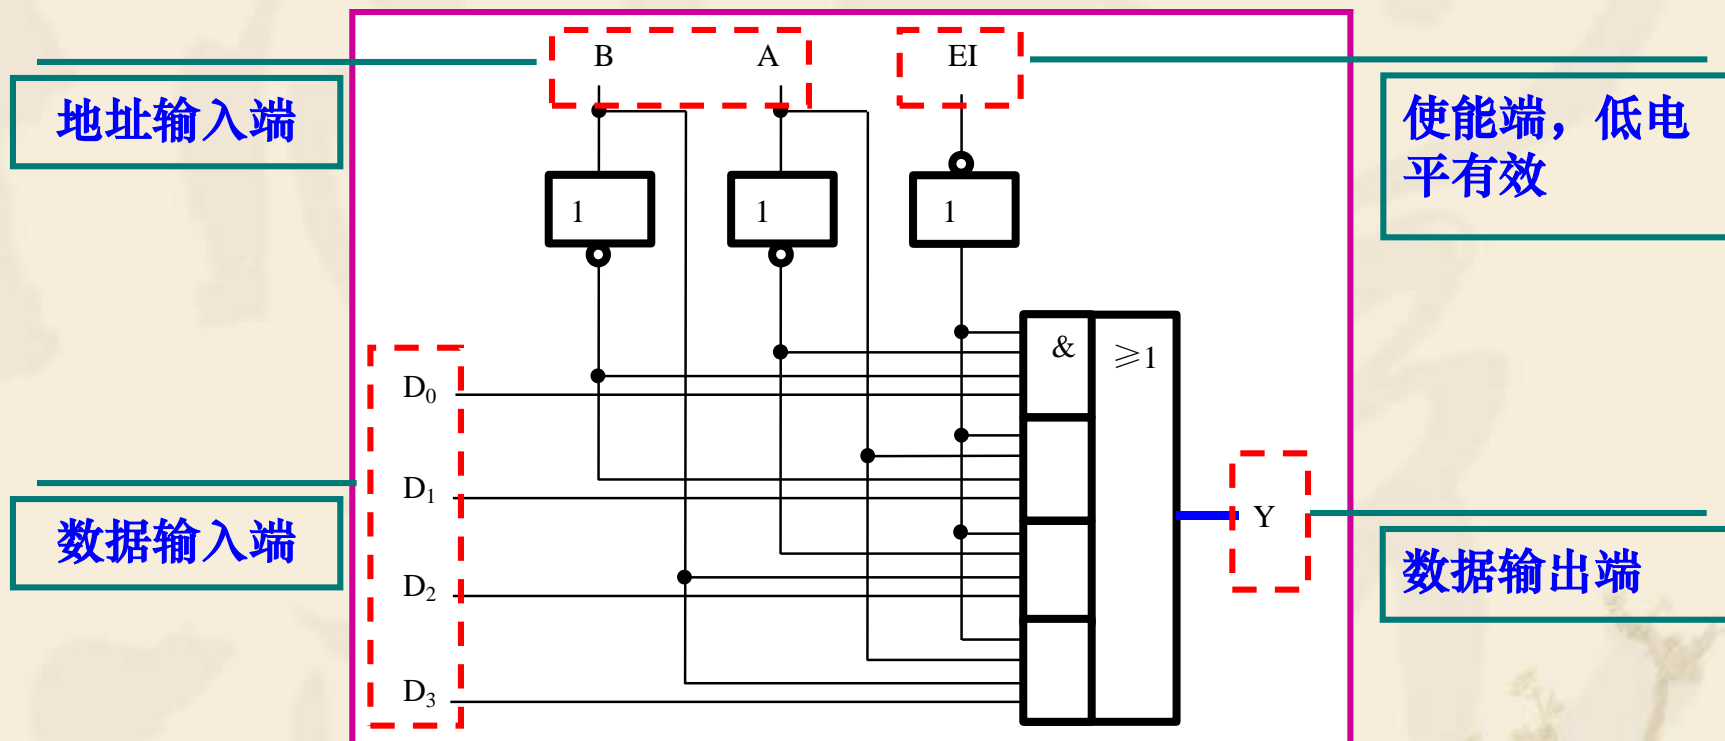 B A EI
地址输入端
使能端，低电
平有效
1 1 1
& ≥1
D₀
D₁
Y
数据输入端
数据输出端
D₂
D₃